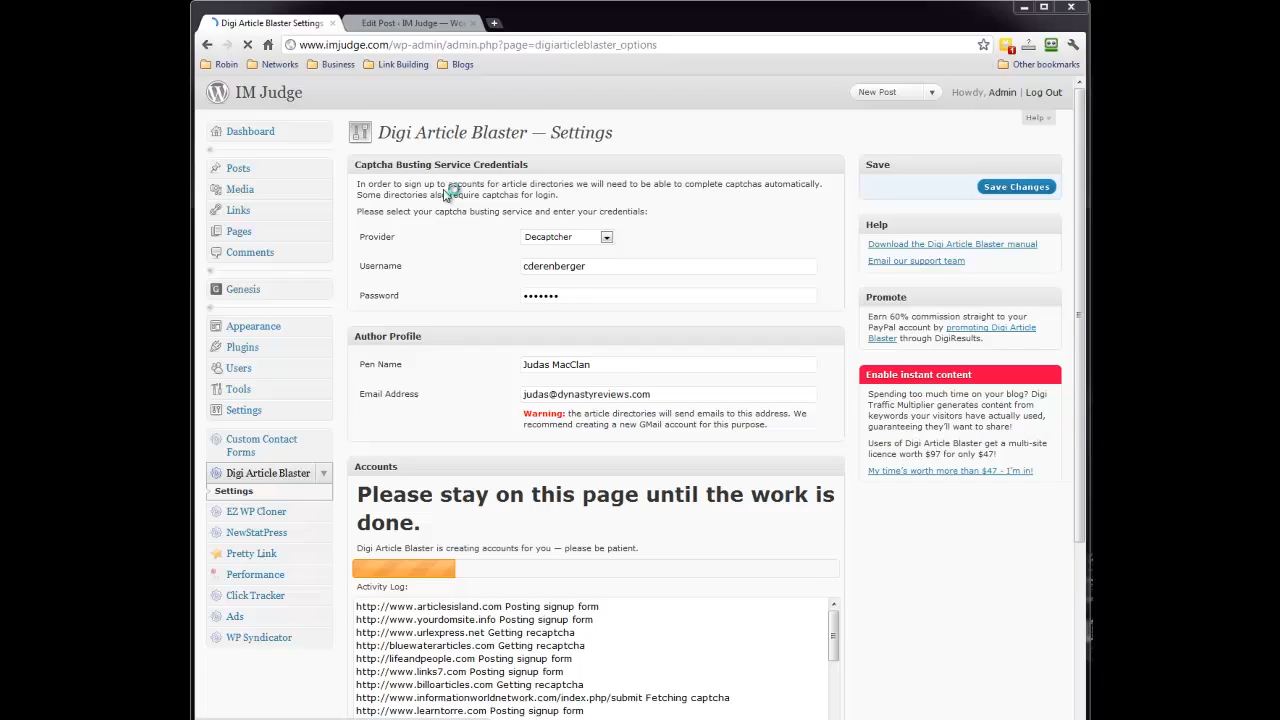 Digi Article Blaster Settings
Edit Post ‹ IM Judge — Wo
www.imjudge.com/wp-admin/admin.php?page=digiarticleblaster_options
Robin
Networks
Business
Link Building
Blogs
Other bookmarks
IM Judge
New Post
Howdy, Admin | Log Out
Help
Dashboard
Posts
Media
Links
Pages
Comments
Genesis
Appearance
Plugins
Users
Tools
Settings
Custom Contact
Forms
Digi Article Blaster
Settings
EZ WP Cloner
NewStatPress
Pretty Link
Performance
Click Tracker
Ads
WP Syndicator
Digi Article Blaster — Settings
Captcha Busting Service Credentials
In order to sign up to accounts for article directories we will need to be able to complete captchas automatically.
Some directories also require captchas for login.
Please select your captcha busting service and enter your credentials:
Provider
Decaptcher
Username
cderenberger
Password
•••••••
Author Profile
Pen Name
Judas MacClan
Email Address
judas@dynastyreviews.com
Warning: the article directories will send emails to this address. We
recommend creating a new GMail account for this purpose.
Accounts
Please stay on this page until the work is
done.
Digi Article Blaster is creating accounts for you — please be patient.
Activity Log:
http://www.articlesisland.com Posting signup form
http://www.yourdomsite.info Posting signup form
http://www.urlexpress.net Getting recaptcha
http://bluewaterarticles.com Getting recaptcha
http://lifeandpeople.com Posting signup form
http://www.links7.com Posting signup form
http://www.billoarticles.com Getting recaptcha
http://www.informationworldnetwork.com/index.php/submit Fetching captcha
http://www.learntorre.com Posting signup form
Save
Save Changes
Help
Download the Digi Article Blaster manual
Email our support team
Promote
Earn 60% commission straight to your
PayPal account by promoting Digi Article
Blaster through DigiResults.
Enable instant content
Spending too much time on your blog? Digi
Traffic Multiplier generates content from
keywords your visitors have actually used,
guaranteeing they'll want to share!
Users of Digi Article Blaster get a multi-site
licence worth $97 for only $47!
My time's worth more than $47 - I'm in!